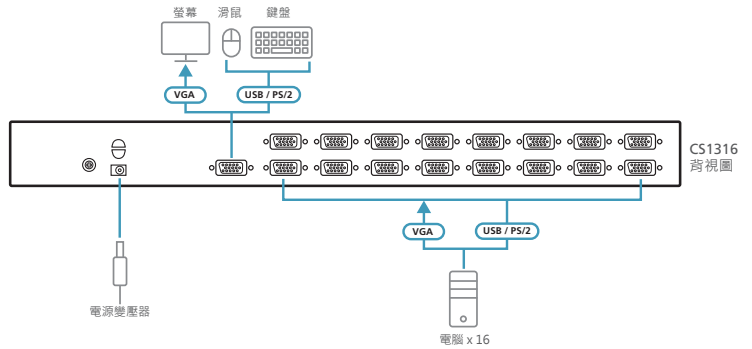 螢幕 滑鼠 鍵盤
VGA USB / PS/2
CS1316
背視圖
VGA USB / PS/2
電源變壓器
電腦 x 16